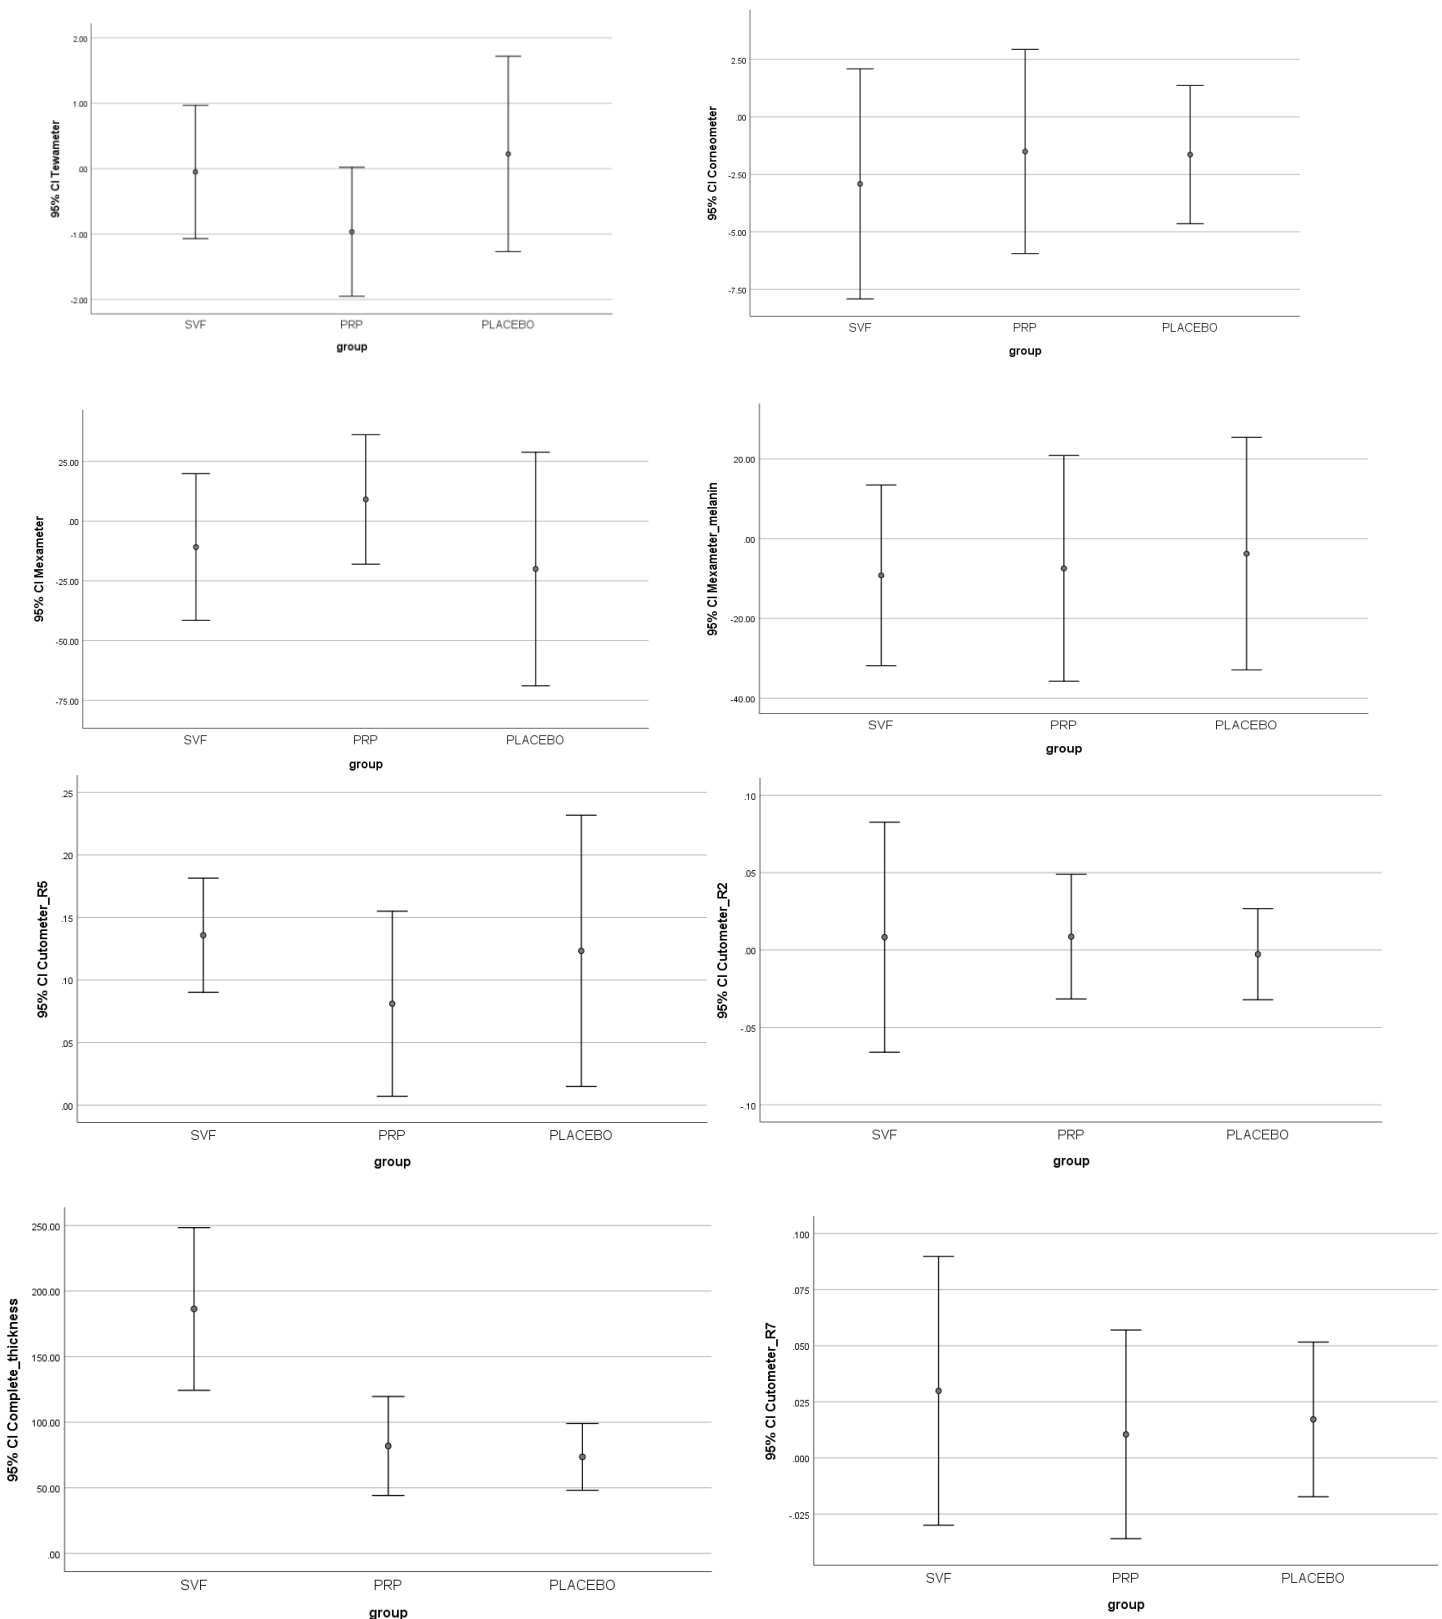 2.00
1.00
.00
-1.00
-2.00
95% CI Tewameter
SVF PRP PLACEBO
group
2.50
.00
-2.50
-5.00
-7.50
95% CI Corneometer
SVF PRP PLACEBO
group
25.00
.00
-25.00
-50.00
-75.00
95% CI Mexameter
SVF PRP PLACEBO
group
20.00
.00
-20.00
-40.00
95% CI Mexameter_melanin
SVF PRP PLACEBO
group
.25
.20
.15
.10
.05
.00
95% CI Cutometer_R5
SVF PRP PLACEBO
group
.10
.05
.00
-.05
-.10
95% CI Cutometer_R2
SVF PRP PLACEBO
group
250.00
200.00
150.00
100.00
50.00
.00
95% CI Complete_thickness
SVF PRP PLACEBO
group
.100
.075
.050
.025
.000
-.025
95% CI Cutometer_R7
SVF PRP PLACEBO
group